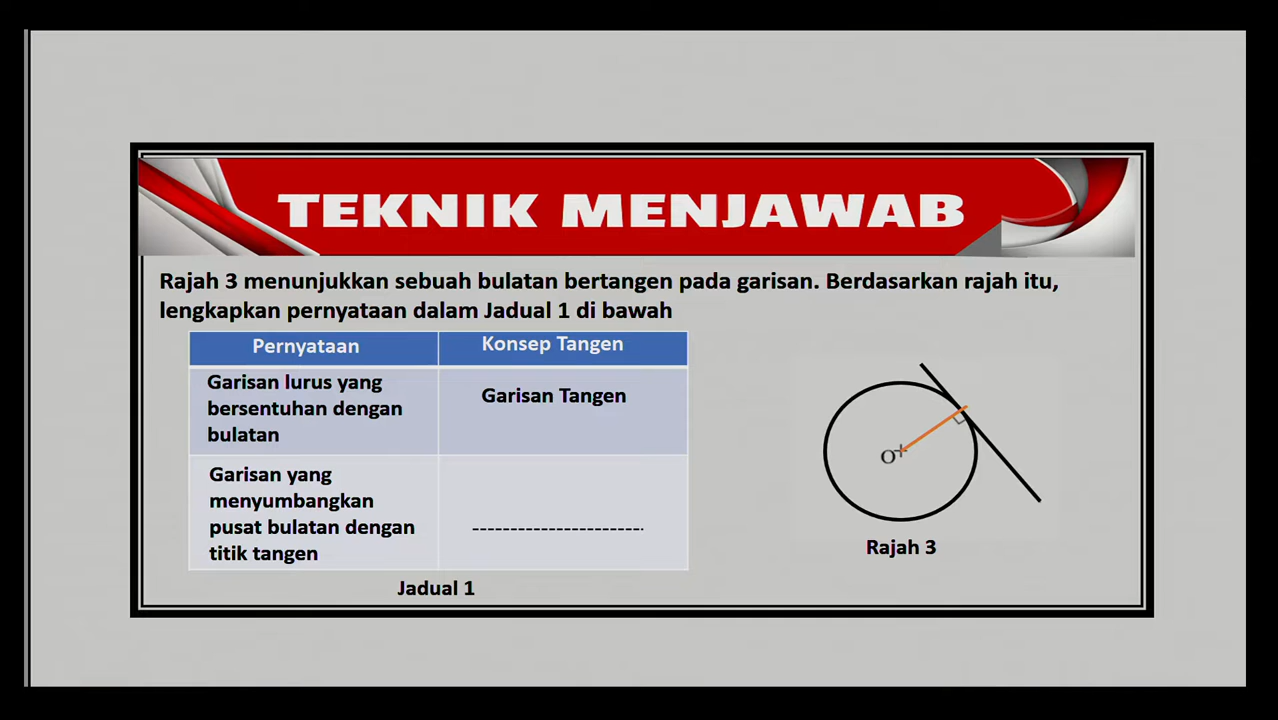 TEKNIK MENJAWAB
Rajah 3 menunjukkan sebuah bulatan bertangen pada garisan. Berdasarkan rajah itu,
lengkapkan pernyataan dalam Jadual 1 di bawah
Pernyataan
Konsep Tangen
Garisan lurus yang
bersentuhan dengan
bulatan
Garisan Tangen
Garisan yang
menyumbangkan
pusat bulatan dengan
titik tangen
Jadual 1
O
Rajah 3